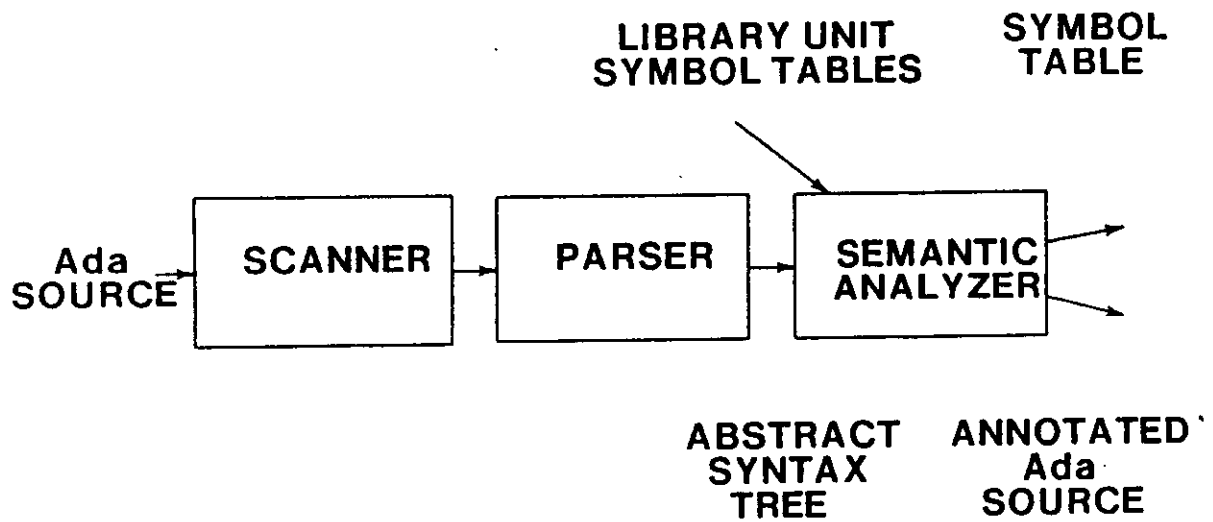 LIBRARY UNIT
SYMBOL TABLES
SYMBOL
TABLE
Ada
SOURCE
SCANNER
PARSER
SEMANTIC
ANALYZER
ABSTRACT
SYNTAX
TREE
ANNOTATED
Ada
SOURCE